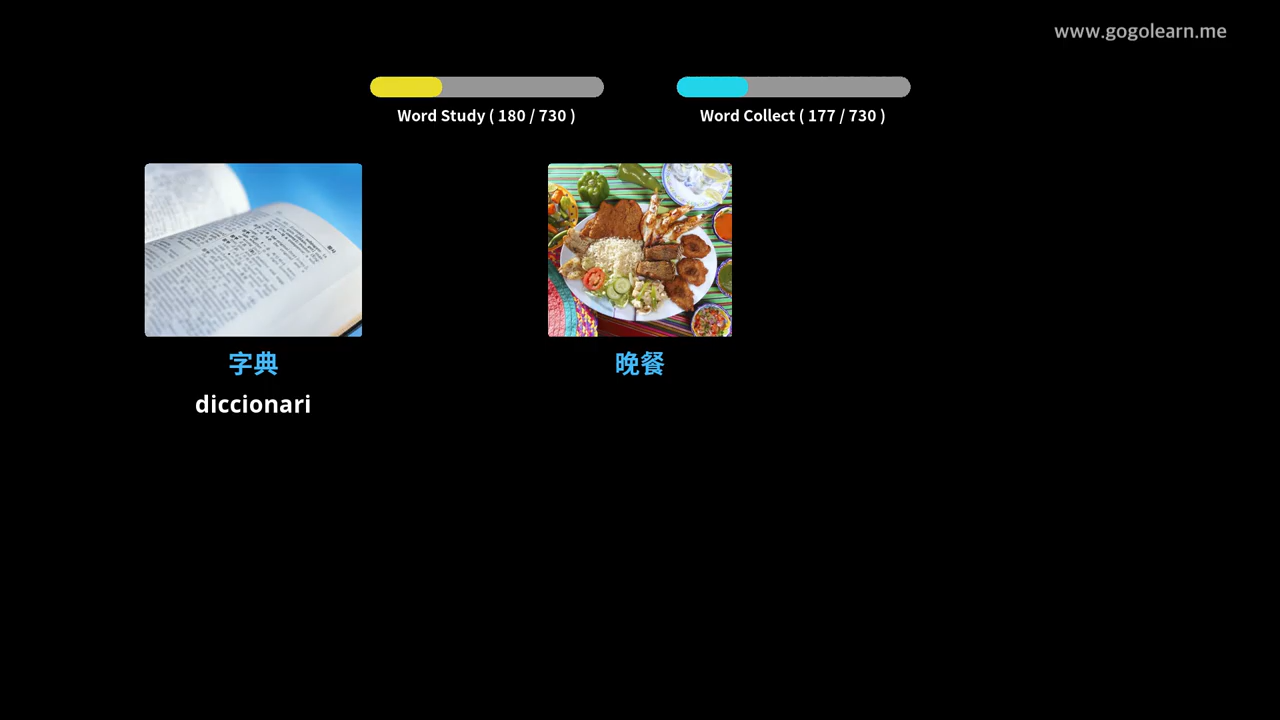 www.gogolearn.me
Word Study ( 180 / 730 )
Word Collect ( 177 / 730 )
字典
晚餐
diccionari